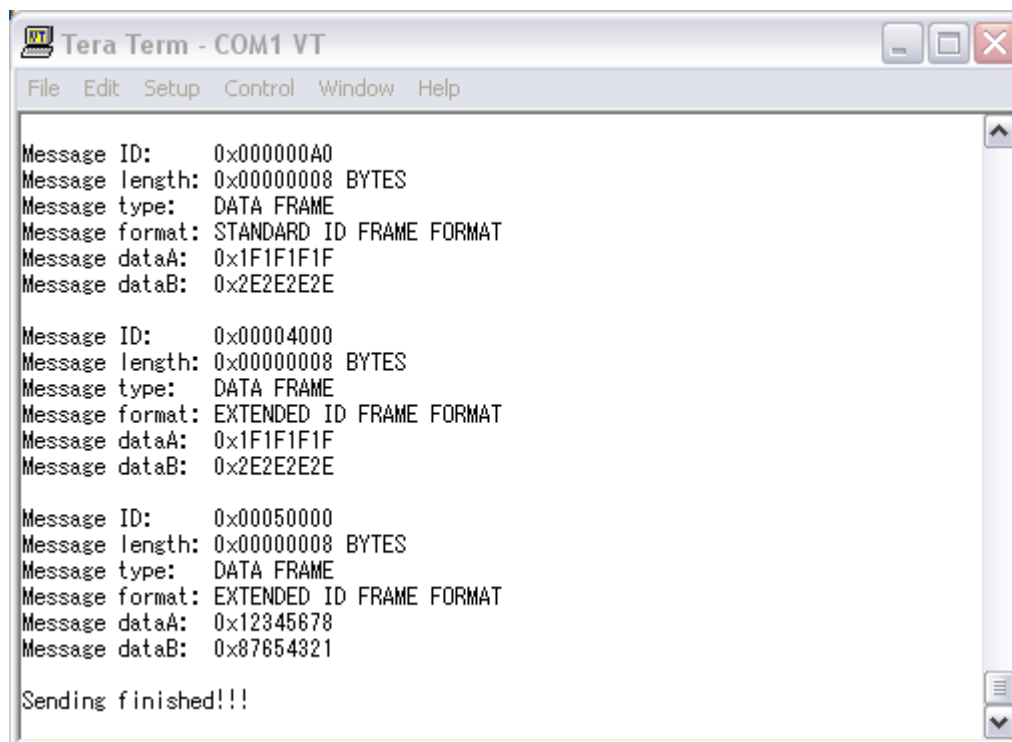 Tera Term - COM1 VT
File Edit Setup Control Window Help
Message ID: 0x000000A0
Message length: 0x00000008 BYTES
Message type: DATA FRAME
Message format: STANDARD ID FRAME FORMAT
Message dataA: 0x1F1F1F1F
Message dataB: 0x2E2E2E2E
Message ID: 0x00004000
Message length: 0x00000008 BYTES
Message type: DATA FRAME
Message format: EXTENDED ID FRAME FORMAT
Message dataA: 0x1F1F1F1F
Message dataB: 0x2E2E2E2E
Message ID: 0x00050000
Message length: 0x00000008 BYTES
Message type: DATA FRAME
Message format: EXTENDED ID FRAME FORMAT
Message dataA: 0x12345678
Message dataB: 0x87654321
Sending finished!!!